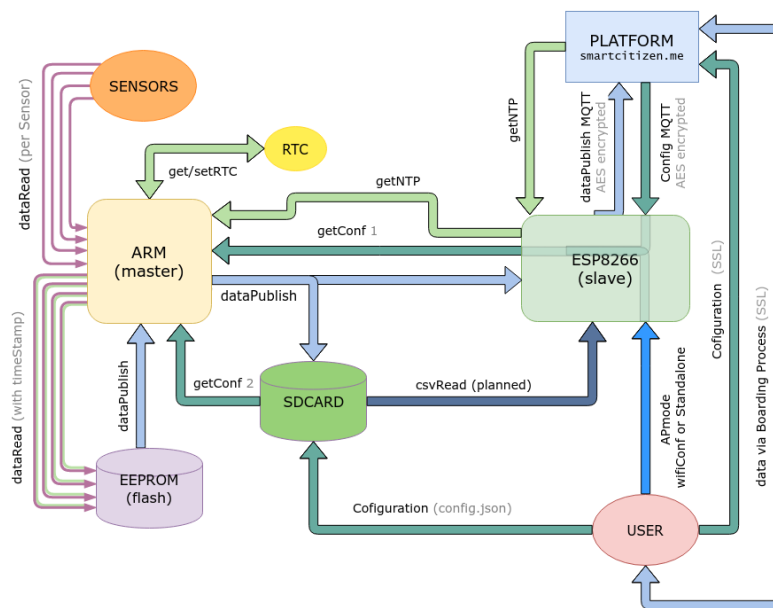 PLATFORM
smartcitizen.me
SENSORS
dataRead (per Sensor)
RTC
get/setRTC
getNTP
dataPublish MQTT
AES encrypted
Config MQTT
AES encrypted
getNTP
getConf 1
ARM
(master)
ESP8266
(slave)
dataPublish
dataRead (with timeStamp)
dataPublish
getConf 2
SDCARD
csvRead (planned)
APmode
wifiConf or Standalone
Cofiguration (SSL)
data via Boarding Process (SSL)
EEPROM
(flash)
Cofiguration (config.json)
USER